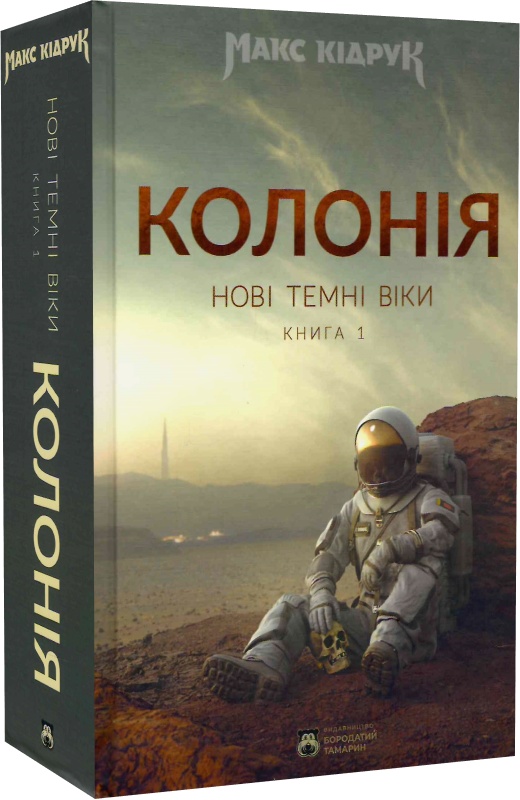 Макс Кідрук
НОВІ ТЕМНІ ВІКИ
КНИГА 1
КОЛОНІЯ
Макс Кідрук
КОЛОНІЯ
НОВІ ТЕМНІ ВІКИ
КНИГА 1
ВИДАВНИЦТВО
БОРОДАТИЙ
ТАМАРИН